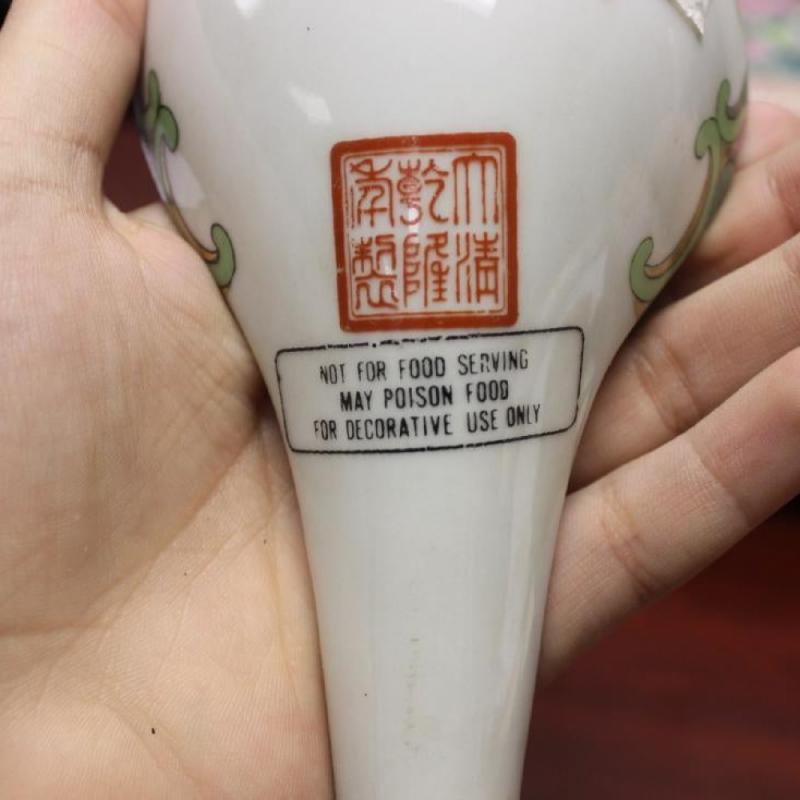 大清
乾隆
年製
NOT FOR FOOD SERVING
MAY POISON FOOD
FOR DECORATIVE USE ONLY